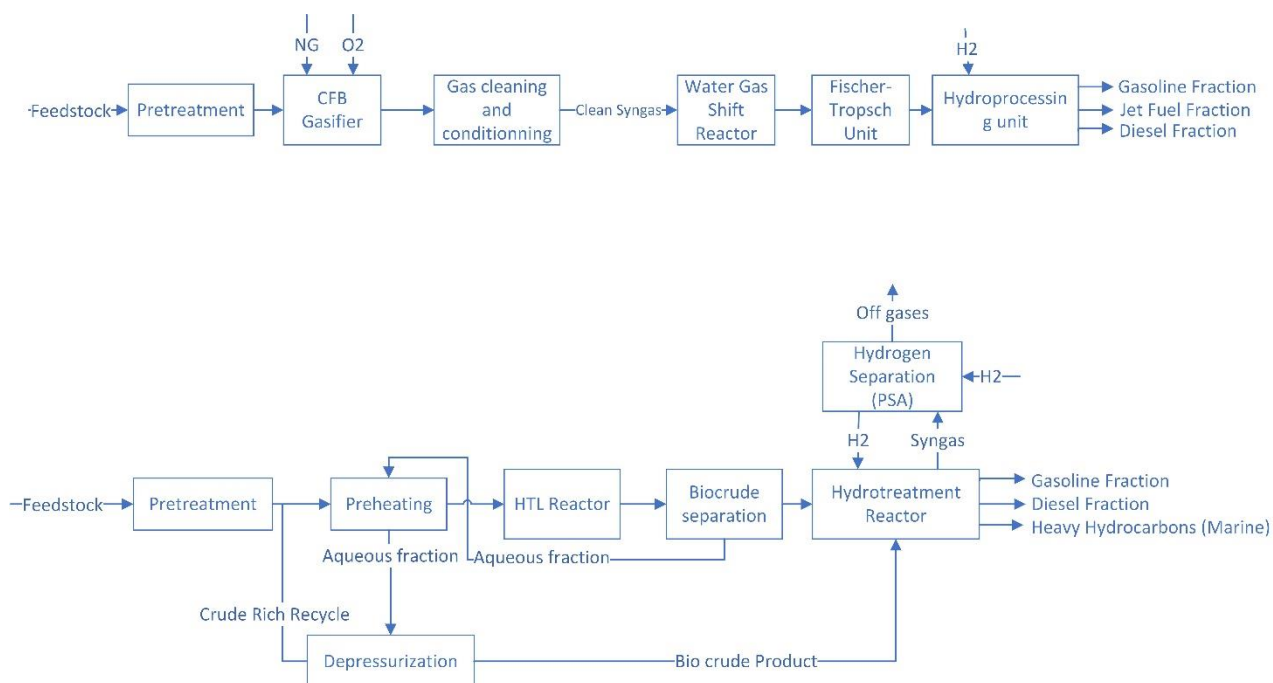 NG
O2
H2
Feedstock
Pretreatment
CFB
Gasifier
Gas cleaning
and
conditionning
Clean Syngas
Water Gas
Shift
Reactor
Fischer-
Tropsch
Unit
Hydroprocessin
g unit
Gasoline Fraction
Jet Fuel Fraction
Diesel Fraction
Off gases
Hydrogen
Separation
(PSA)
H2
H2
Syngas
Feedstock
Pretreatment
Preheating
HTL Reactor
Biocrude
separation
Hydrotreatment
Reactor
Gasoline Fraction
Diesel Fraction
Heavy Hydrocarbons (Marine)
Aqueous fraction
Aqueous fraction
Crude Rich Recycle
Depressurization
Bio crude Product